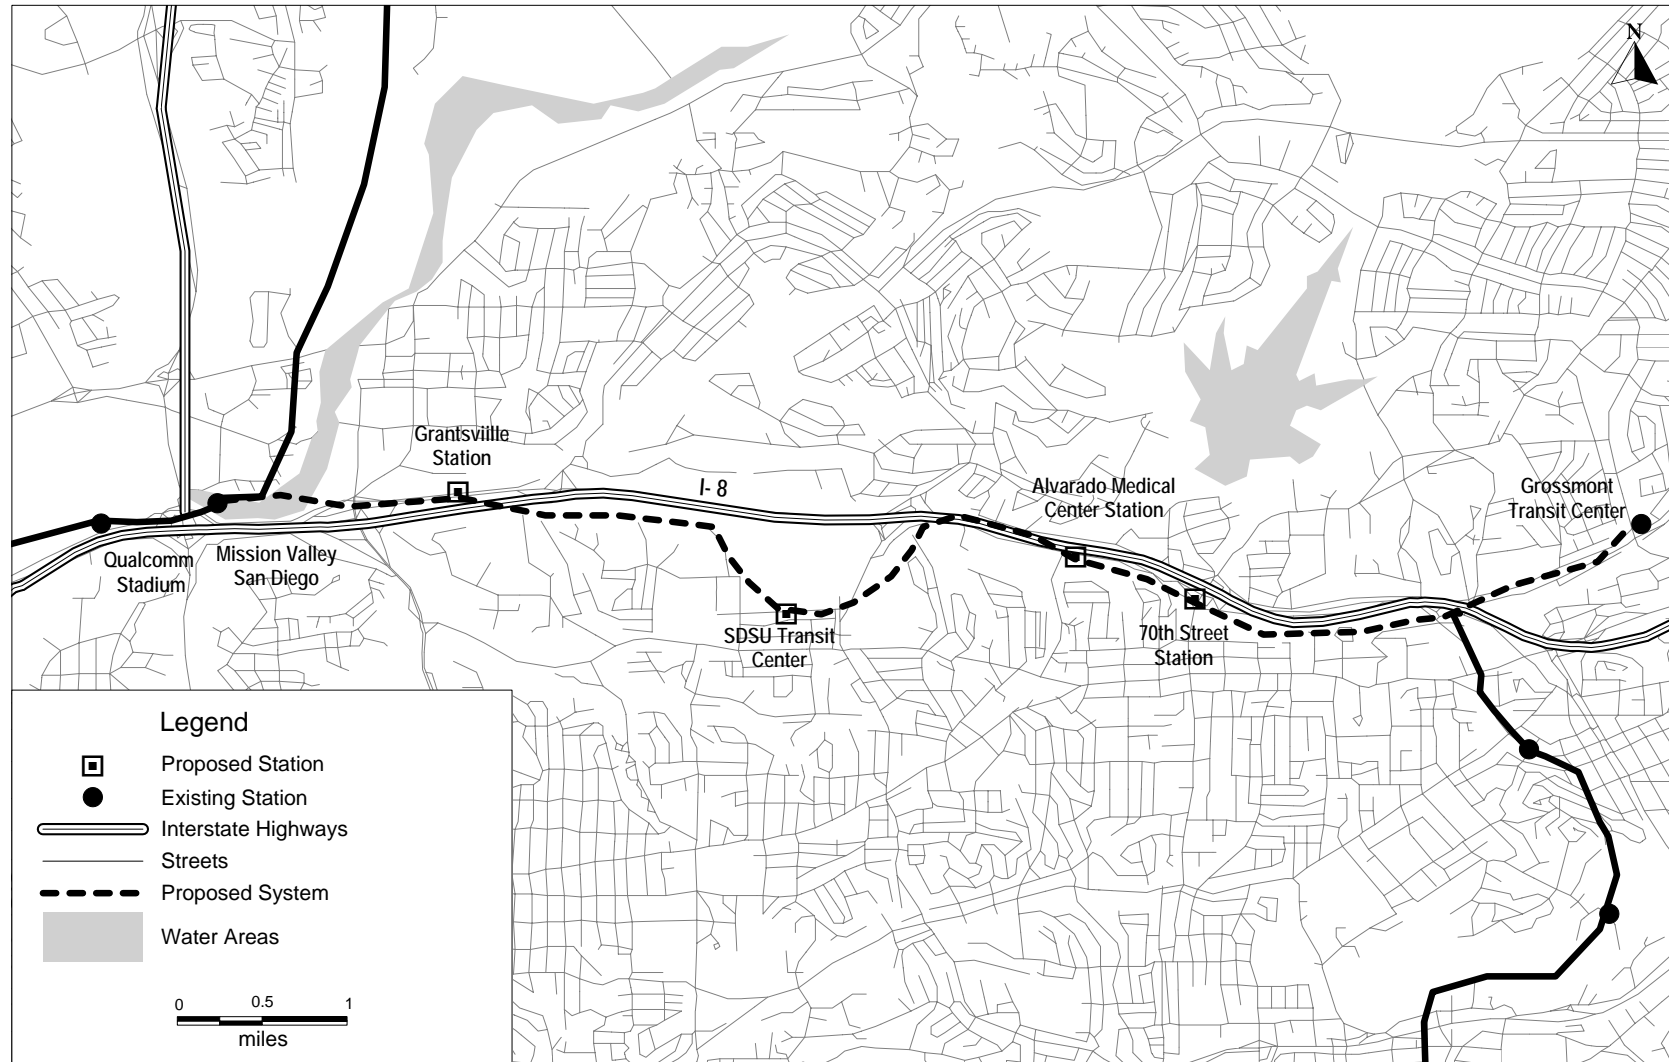 N
Grantsviille
Station
I- 8
Alvarado Medical
Center Station
Grossmont
Transit Center
Qualcomm
Stadium
Mission Valley
San Diego
SDSU Transit
Center
70th Street
Station
Legend
Proposed Station
Existing Station
Interstate Highways
Streets
Proposed System
Water Areas
0 0.5 1
miles